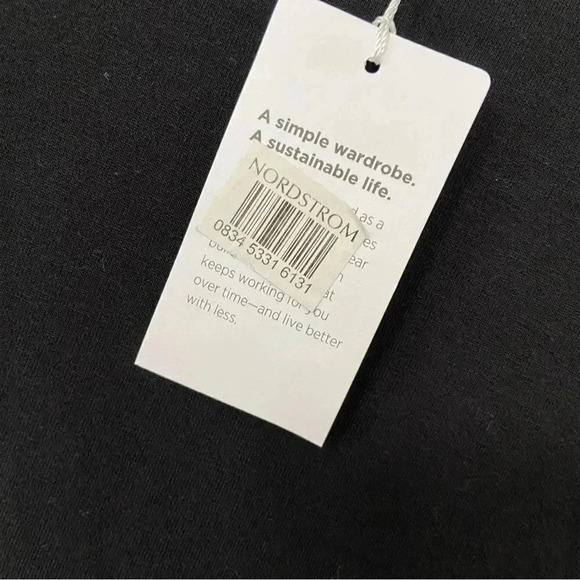 A simple wardrobe.
A sustainable life.
NORDSTROM
0834 5331 6131
as a
keeps working for you
over time—and live better
with less.